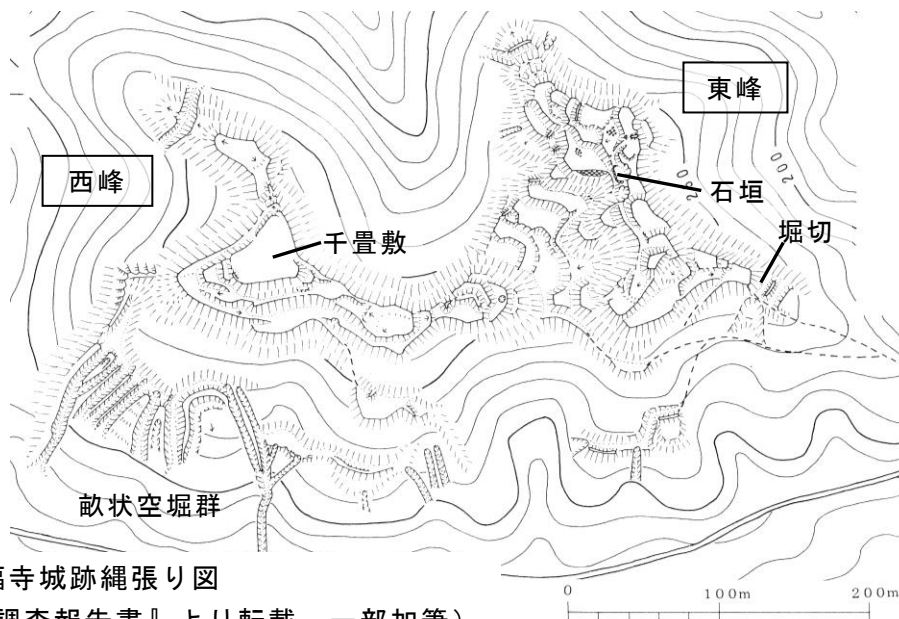 東峰
西峰
石垣
千畳敷
堀切
200
250
畝状空堀群
寺城跡縄張り図
調査報告書』より転載、一部加筆）
0 100m 200m